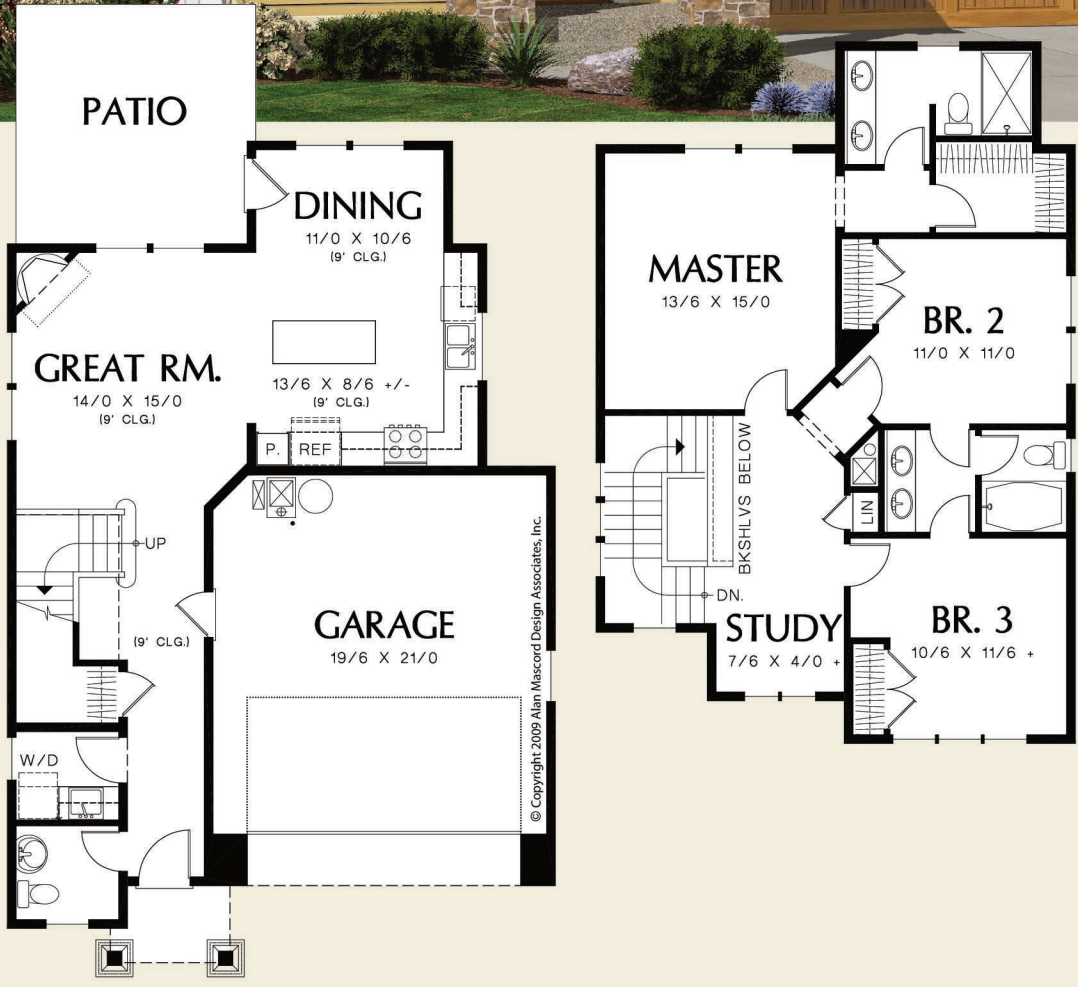 PATIO
DINING
11/0 X 10/6
(9' CLG.)
GREAT RM.
14/0 X 15/0
(9' CLG.)
13/6 X 8/6 +/-
(9' CLG.)
P.
REF
UP
(9' CLG.)
GARAGE
19/6 X 21/0
W/D
© Copyright 2009 Alan Mascord Design Associates, Inc.
MASTER
13/6 X 15/0
BR. 2
11/0 X 11/0
BKSHLVS BELOW
LIN
DN.
STUDY
7/6 X 4/0 +
BR. 3
10/6 X 11/6 +